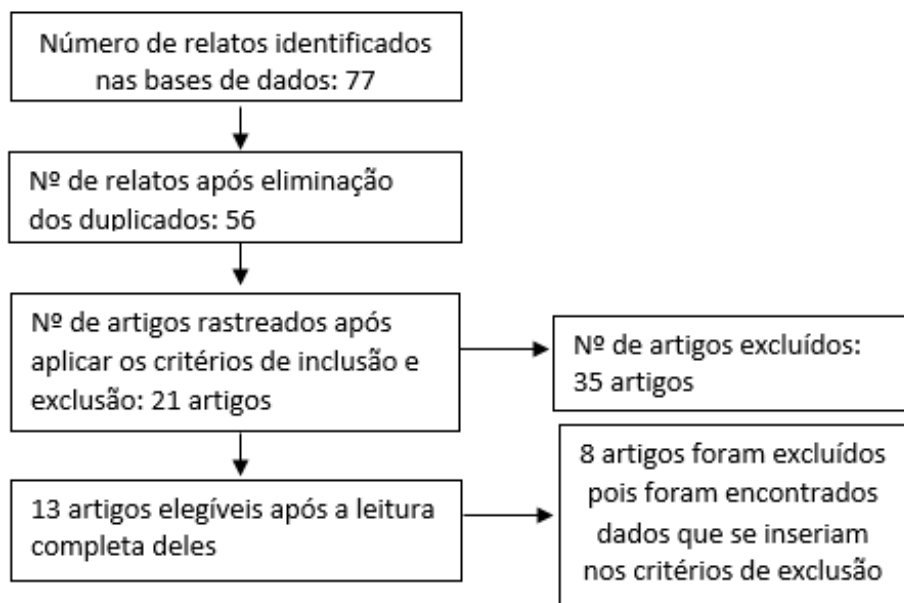 Número de relatos identificados
nas bases de dados: 77
Nº de relatos após eliminação
dos duplicados: 56
Nº de artigos rastreados após
aplicar os critérios de inclusão e
exclusão: 21 artigos
Nº de artigos excluídos:
35 artigos
13 artigos elegíveis após a leitura
completa deles
8 artigos foram excluídos
pois foram encontrados
dados que se inseriam
nos critérios de exclusão